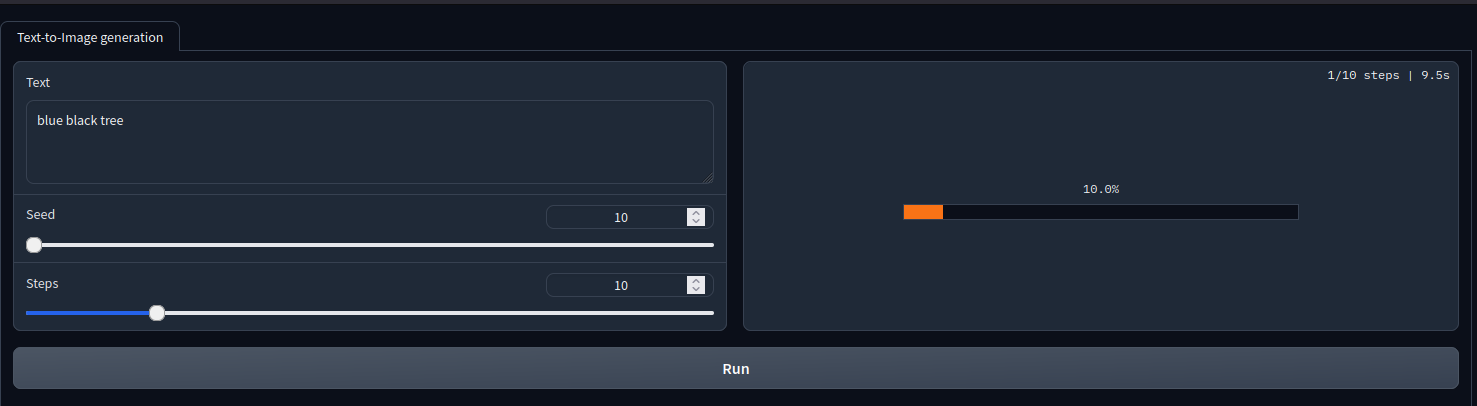 Text-to-Image generation
Text
blue black tree
Seed
10
Steps
10
1/10 steps | 9.5s
10.0%
Run